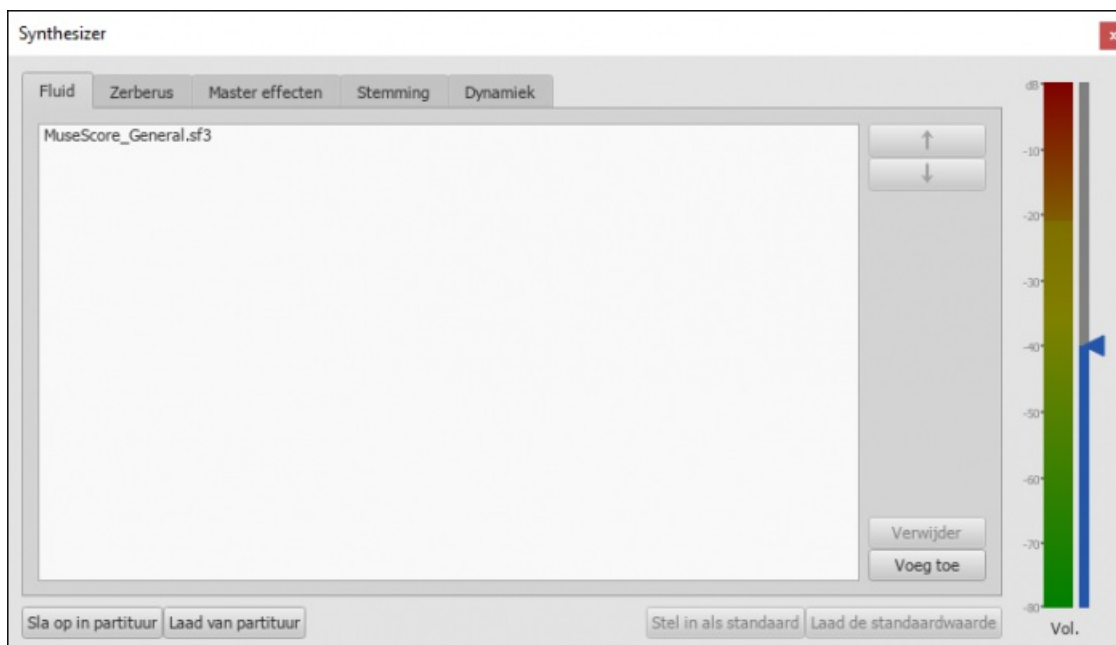 Synthesizer
x
Fluid Zerberus Master effecten Stemming Dynamiek
MuseScore_General.sf3
↑
↓
Verwijder
Voeg toe
Sla op in partituur Laad van partituur Stel in als standaard Laad de standaardwaarde
dB
-10
-20
-30
-40
-50
-60
-70
-80
Vol.